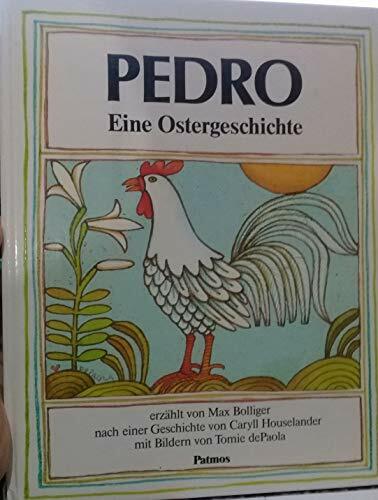 PEDRO
Eine Ostergeschichte
erzählt von Max Bolliger
nach einer Geschichte von Caryll Houselander
mit Bildern von Tomie dePaola
Patmos